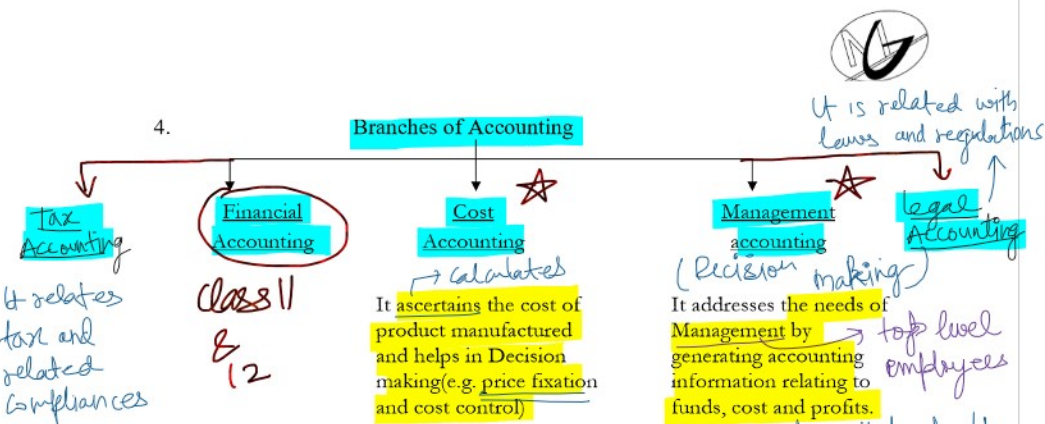 It is related with
laws and regulations
4.
Branches of Accounting
Tax
Accounting
Financial
Accounting
Cost
Accounting
Management
accounting
Legal
Accounting
It relates
tax and
related
compliances
Class 11
&
12
calculates
It ascertains the cost of
product manufactured
and helps in Decision
making(e.g. price fixation
and cost control)
(Decision making)
It addresses the needs of
Management by
generating accounting
information relating to
funds, cost and profits.
top level
employees